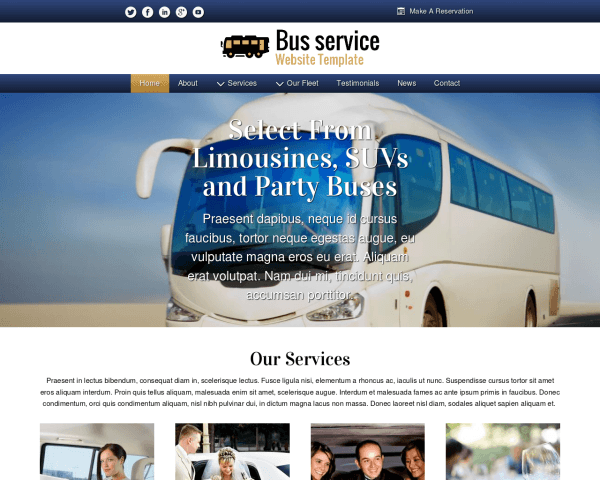 Make A Reservation
Bus service
Website Template
Home About Services Our Fleet Testimonials News Contact
Select From
Limousines, SUVs
and Party Buses
Praesent dapibus, neque id cursus
faucibus, tortor neque egestas augue, eu
vulputate magna eros eu erat. Aliquam
erat volutpat. Nam dui mi, tincidunt quis,
accumsan porttitor.
Our Services
Praesent in lectus bibendum, consequat diam in, scelerisque lectus. Fusce ligula nisi, elementum a rhoncus ac, iaculis ut nunc. Suspendisse cursus tortor sit amet
eros aliquam interdum. Proin quis tellus aliquam, malesuada enim sit amet, scelerisque augue. Interdum et malesuada fames ac ante ipsum primis in faucibus. Donec
condimentum, orci quis condimentum aliquam, nisl nibh pulvinar dui, in dictum magna lacus non massa. Donec laoreet nisl diam, sodales aliquet sapien aliquam et.